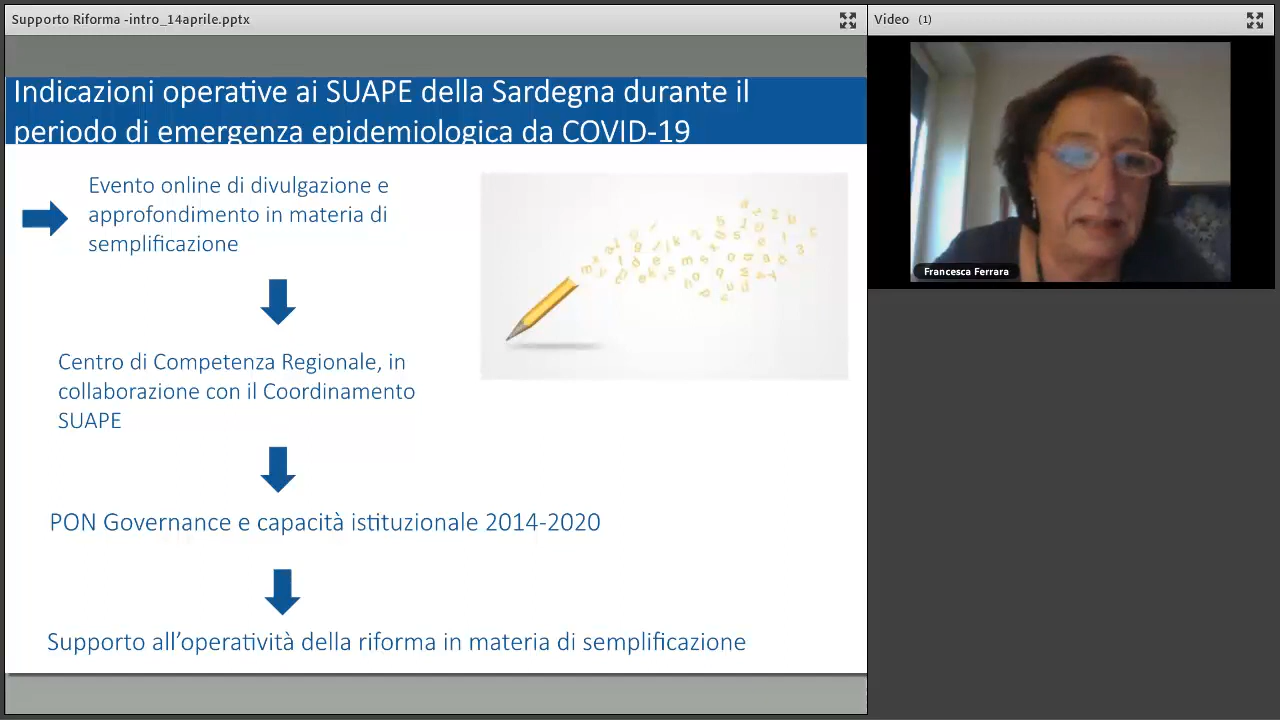 Supporto Riforma -intro_14aprile.pptx
Video (1)
Indicazioni operative ai SUAPE della Sardegna durante il
periodo di emergenza epidemiologica da COVID-19
Evento online di divulgazione e
approfondimento in materia di
semplificazione
Centro di Competenza Regionale, in
collaborazione con il Coordinamento
SUAPE
PON Governance e capacità istituzionale 2014-2020
Supporto all’operatività della riforma in materia di semplificazione
Francesca Ferrara